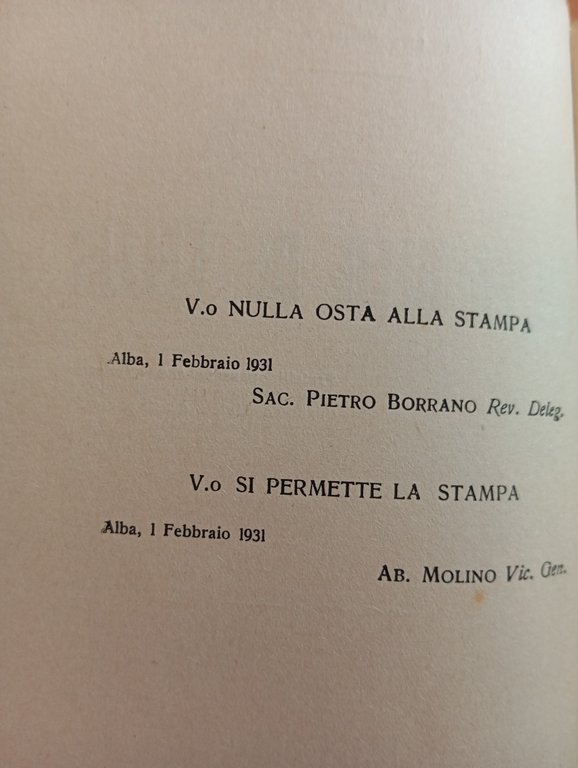 V.o NULLA OSTA ALLA STAMPA
Alba, 1 Febbraio 1931
SAC. PIETRO BORRANO Rev. Deleg.
V.o SI PERMETTE LA STAMPA
Alba, 1 Febbraio 1931
AB. MOLINO Vic. Gen.